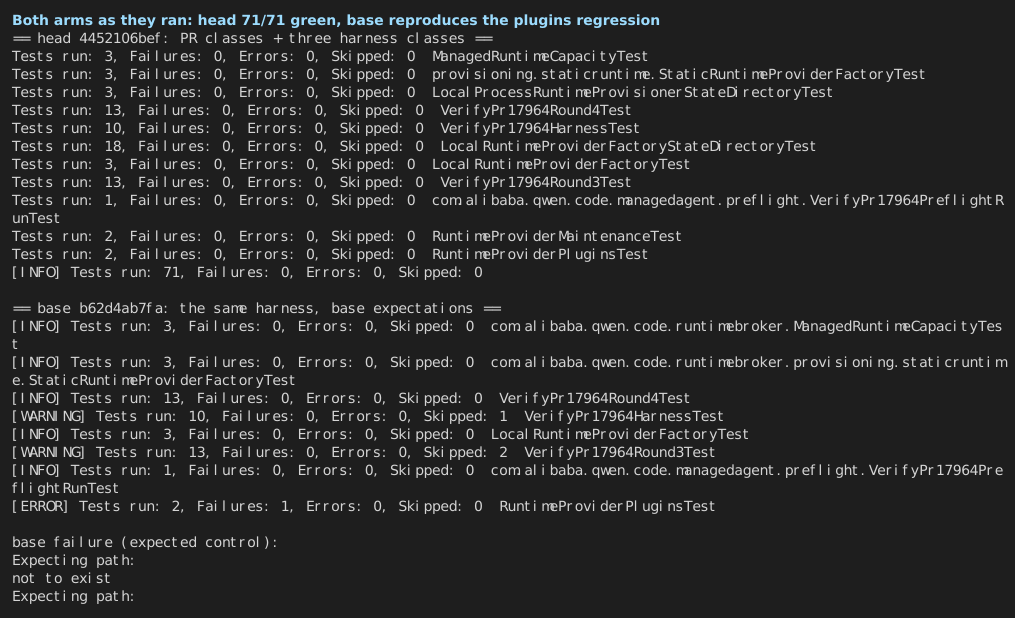 Both arms as they ran: head 71/71 green, base reproduces the plugins regression
== head 4452106bef: PR classes + three harness classes ==
Tests run: 3, Failures: 0, Errors: 0, Skipped: 0  ManagedRuntimeCapacityTest
Tests run: 3, Failures: 0, Errors: 0, Skipped: 0  provisioning.staticruntime.StaticRuntimeProviderFactoryTest
Tests run: 3, Failures: 0, Errors: 0, Skipped: 0  LocalProcessRuntimeProvisionerStateDirectoryTest
Tests run: 13, Failures: 0, Errors: 0, Skipped: 0  VerifyPr17964Round4Test
Tests run: 10, Failures: 0, Errors: 0, Skipped: 0  VerifyPr17964HarnessTest
Tests run: 18, Failures: 0, Errors: 0, Skipped: 0  LocalRuntimeProviderFactoryStateDirectoryTest
Tests run: 3, Failures: 0, Errors: 0, Skipped: 0  LocalRuntimeProviderFactoryTest
Tests run: 13, Failures: 0, Errors: 0, Skipped: 0  VerifyPr17964Round3Test
Tests run: 1, Failures: 0, Errors: 0, Skipped: 0  com.alibaba.qwen.code.managedagent.preflight.VerifyPr17964PreflightR
unTest
Tests run: 2, Failures: 0, Errors: 0, Skipped: 0  RuntimeProviderMaintenanceTest
Tests run: 2, Failures: 0, Errors: 0, Skipped: 0  RuntimeProviderPluginsTest
[INFO] Tests run: 71, Failures: 0, Errors: 0, Skipped: 0
== base b62d4ab7fa: the same harness, base expectations ==
[INFO] Tests run: 3, Failures: 0, Errors: 0, Skipped: 0  com.alibaba.qwen.code.runtimebroker.ManagedRuntimeCapacityTes
t
[INFO] Tests run: 3, Failures: 0, Errors: 0, Skipped: 0  com.alibaba.qwen.code.runtimebroker.provisioning.staticruntim
e.StaticRuntimeProviderFactoryTest
[INFO] Tests run: 13, Failures: 0, Errors: 0, Skipped: 0  VerifyPr17964Round4Test
[WARNING] Tests run: 10, Failures: 0, Errors: 0, Skipped: 1  VerifyPr17964HarnessTest
[INFO] Tests run: 3, Failures: 0, Errors: 0, Skipped: 0  LocalRuntimeProviderFactoryTest
[WARNING] Tests run: 13, Failures: 0, Errors: 0, Skipped: 2  VerifyPr17964Round3Test
[INFO] Tests run: 1, Failures: 0, Errors: 0, Skipped: 0  com.alibaba.qwen.code.managedagent.preflight.VerifyPr17964Pre
flightRunTest
[ERROR] Tests run: 2, Failures: 1, Errors: 0, Skipped: 0  RuntimeProviderPluginsTest
base failure (expected control):
Expecting path:
not to exist
Expecting path: